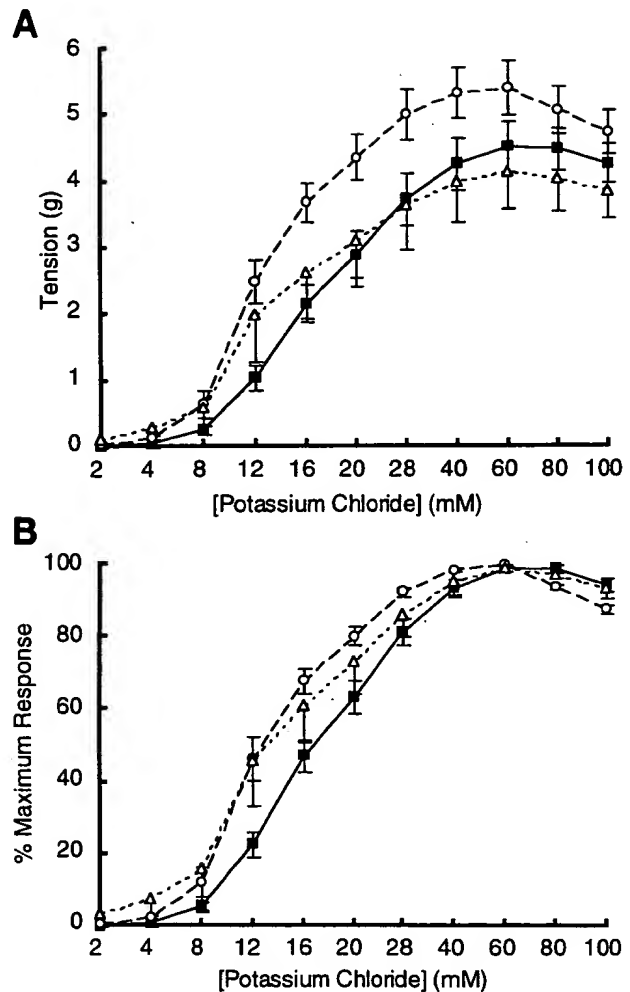 A
6
5
4
3
2
1
0
Tension (g)
2 4 8 12 16 20 28 40 60 80 100
[Potassium Chloride] (mM)
B
100
80
60
40
20
0
% Maximum Response
2 4 8 12 16 20 28 40 60 80 100
[Potassium Chloride] (mM)